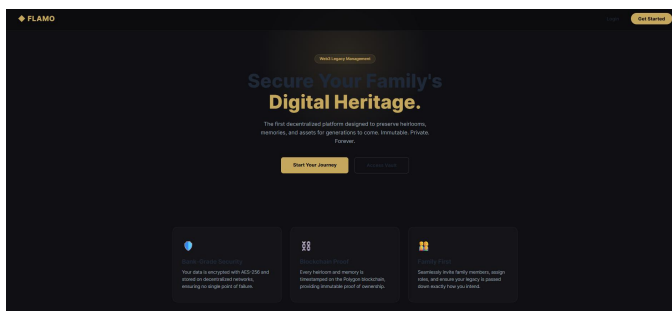 FLAMO
Login
Get Started
Web3 Legacy Management
Secure Your Family's
Digital Heritage.
The first decentralized platform designed to preserve heirlooms,
memories, and assets for generations to come. Immutable. Private.
Forever.
Start Your Journey
Bank-Grade Security
Your data is encrypted with AES-256 and
stored on decentralized networks,
ensuring no single point of failure.
Blockchain Proof
Every heirloom and memory is
timestamped on the Polygon blockchain,
providing immutable proof of ownership.
Family First
Seamlessly invite family members, assign
roles, and ensure your legacy is passed
down exactly how you intend.